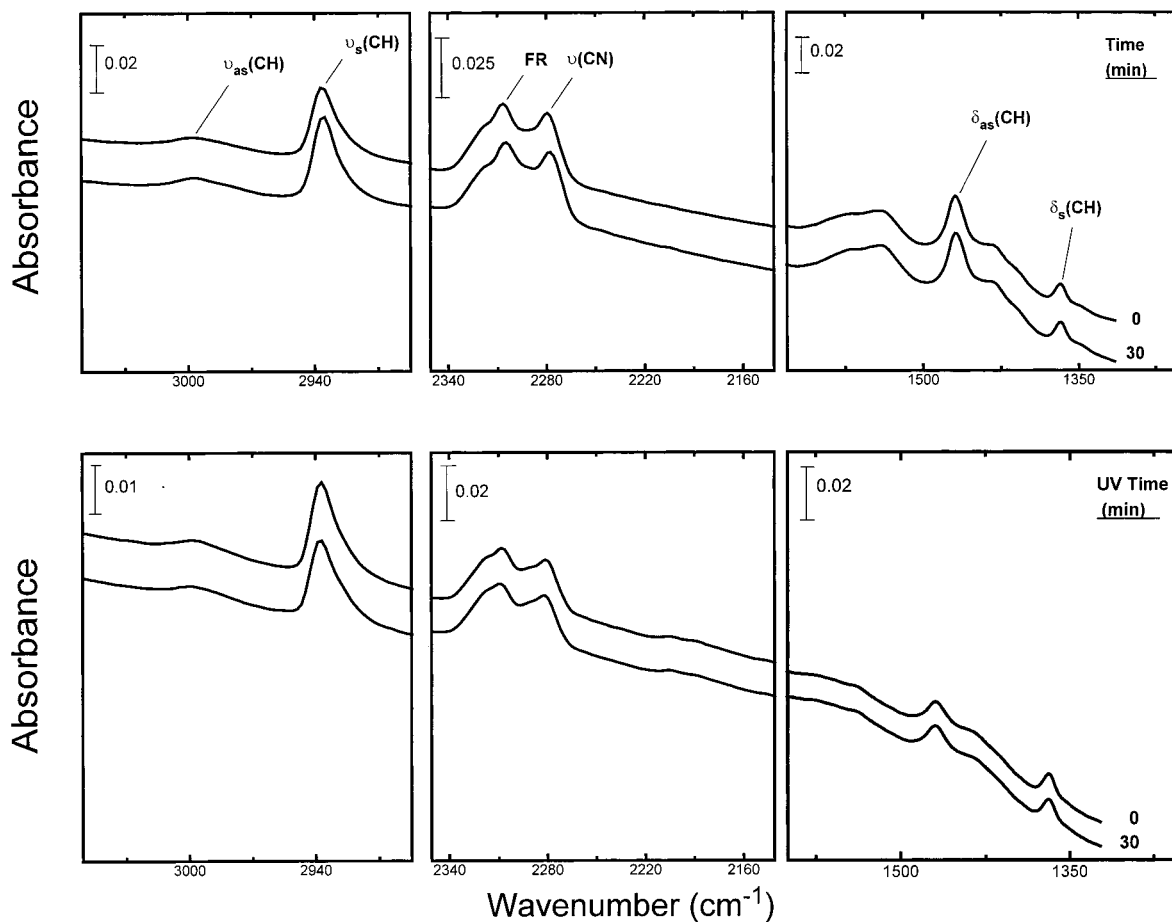 Absorbance
0.02
υas(CH)
υs(CH)
3000
2940
0.025
FR
υ(CN)
2340
2280
2220
2160
0.02
Time
(min)
δas(CH)
δs(CH)
0
30
1500
1350
Absorbance
0.01
3000
2940
0.02
2340
2280
2220
2160
0.02
UV Time
(min)
0
30
1500
1350
Wavenumber (cm-1)